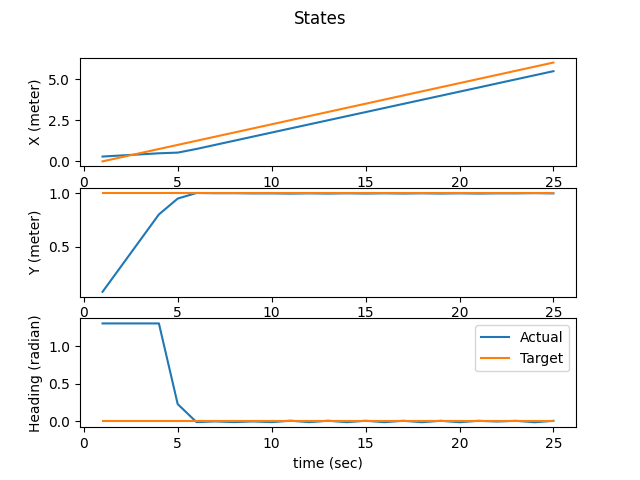 States
X (meter)
5.0
2.5
0.0
0 5 10 15 20 25
Y (meter)
1.0
0.5
0 5 10 15 20 25
Heading (radian)
1.0
0.5
0.0
Actual
Target
0 5 10 15 20 25
time (sec)